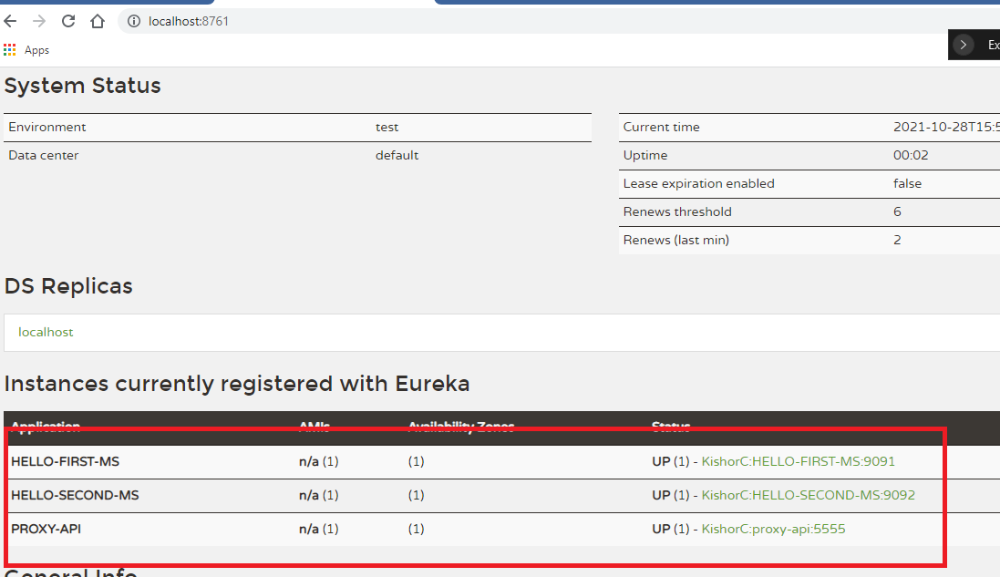 localhost:8761
Apps
Ex
System Status
Environment test
Data center default
Current time 2021-10-28T15:5
Uptime 00:02
Lease expiration enabled false
Renews threshold 6
Renews (last min) 2
DS Replicas
localhost
Instances currently registered with Eureka
Application AMIs Availability Zones Status
HELLO-FIRST-MS n/a (1) (1) UP (1) - KishorC:HELLO-FIRST-MS:9091
HELLO-SECOND-MS n/a (1) (1) UP (1) - KishorC:HELLO-SECOND-MS:9092
PROXY-API n/a (1) (1) UP (1) - KishorC:proxy-api:5555
General Info